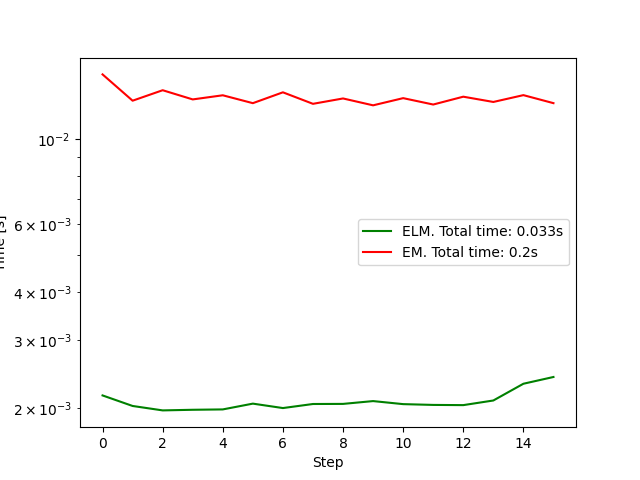 10⁻²
6 × 10⁻³
4 × 10⁻³
3 × 10⁻³
2 × 10⁻³
Time [s]
ELM. Total time: 0.033s
EM. Total time: 0.2s
0 2 4 6 8 10 12 14
Step